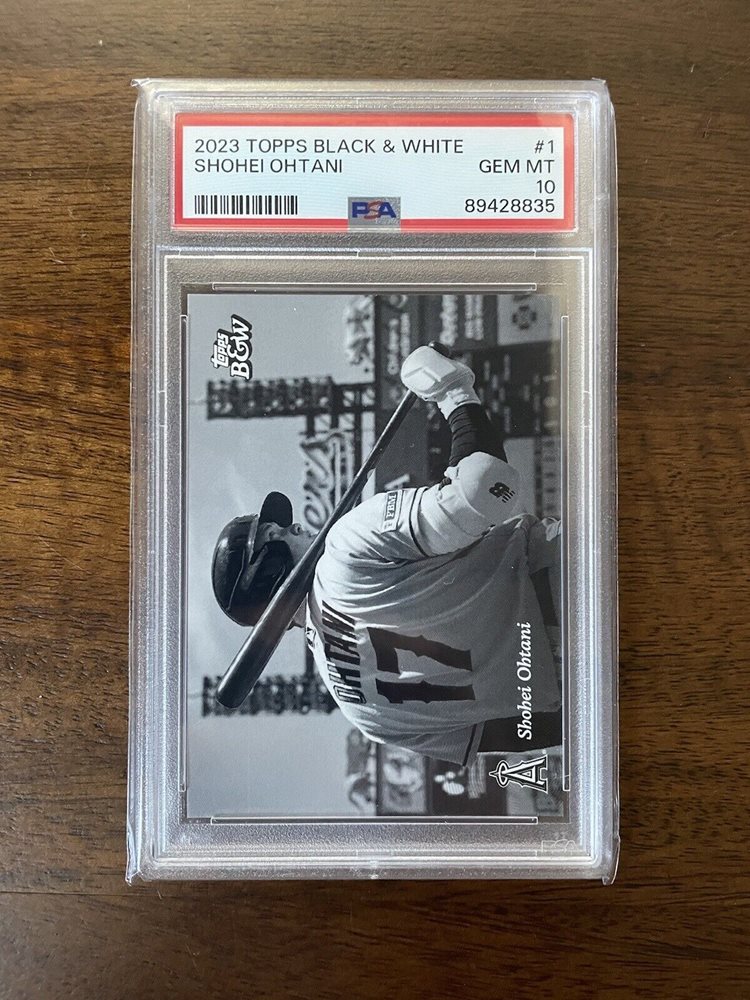 2023 TOPPS BLACK & WHITE #1
SHOHEI OHTANI GEM MT
10
PSA 89428835
Topps
B&W
OHTANI
17
Shohei Ohtani
A